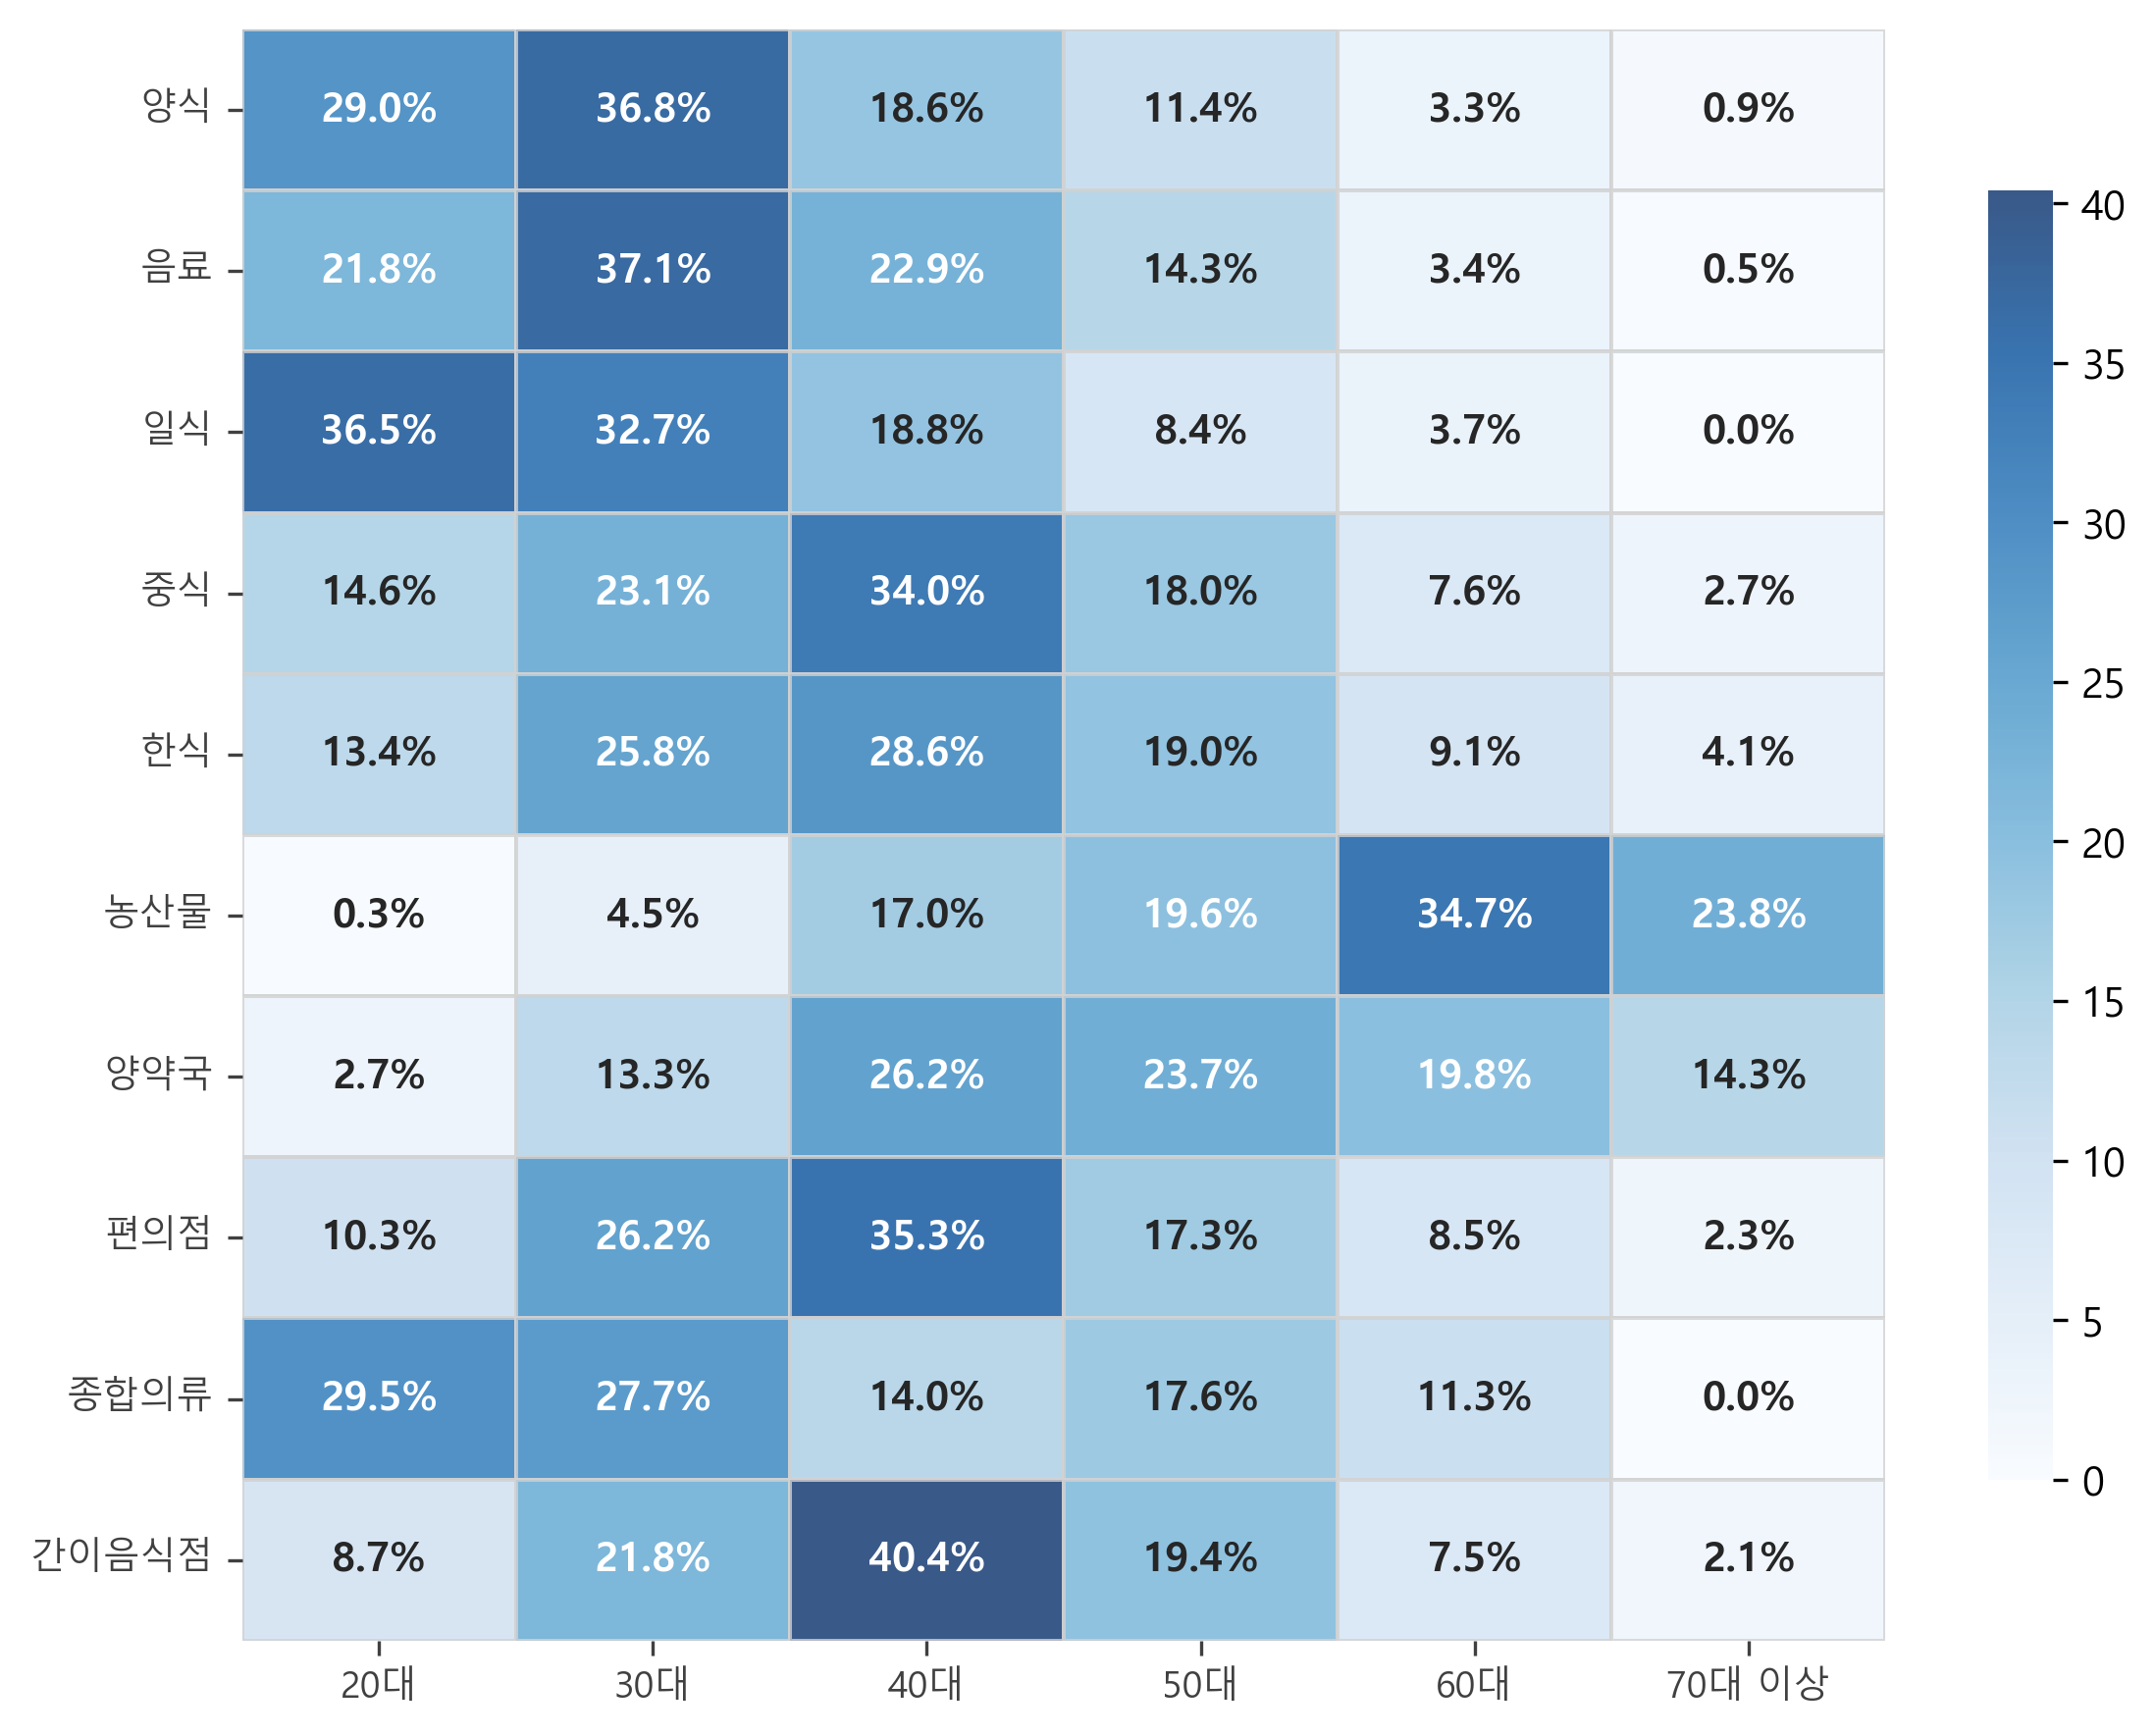 양식 29.0% 36.8% 18.6% 11.4% 3.3% 0.9%
음료 21.8% 37.1% 22.9% 14.3% 3.4% 0.5%
일식 36.5% 32.7% 18.8% 8.4% 3.7% 0.0%
중식 14.6% 23.1% 34.0% 18.0% 7.6% 2.7%
한식 13.4% 25.8% 28.6% 19.0% 9.1% 4.1%
농산물 0.3% 4.5% 17.0% 19.6% 34.7% 23.8%
양약국 2.7% 13.3% 26.2% 23.7% 19.8% 14.3%
편의점 10.3% 26.2% 35.3% 17.3% 8.5% 2.3%
종합의류 29.5% 27.7% 14.0% 17.6% 11.3% 0.0%
간이음식점 8.7% 21.8% 40.4% 19.4% 7.5% 2.1%
20대 30대 40대 50대 60대 70대 이상
40
35
30
25
20
15
10
5
0